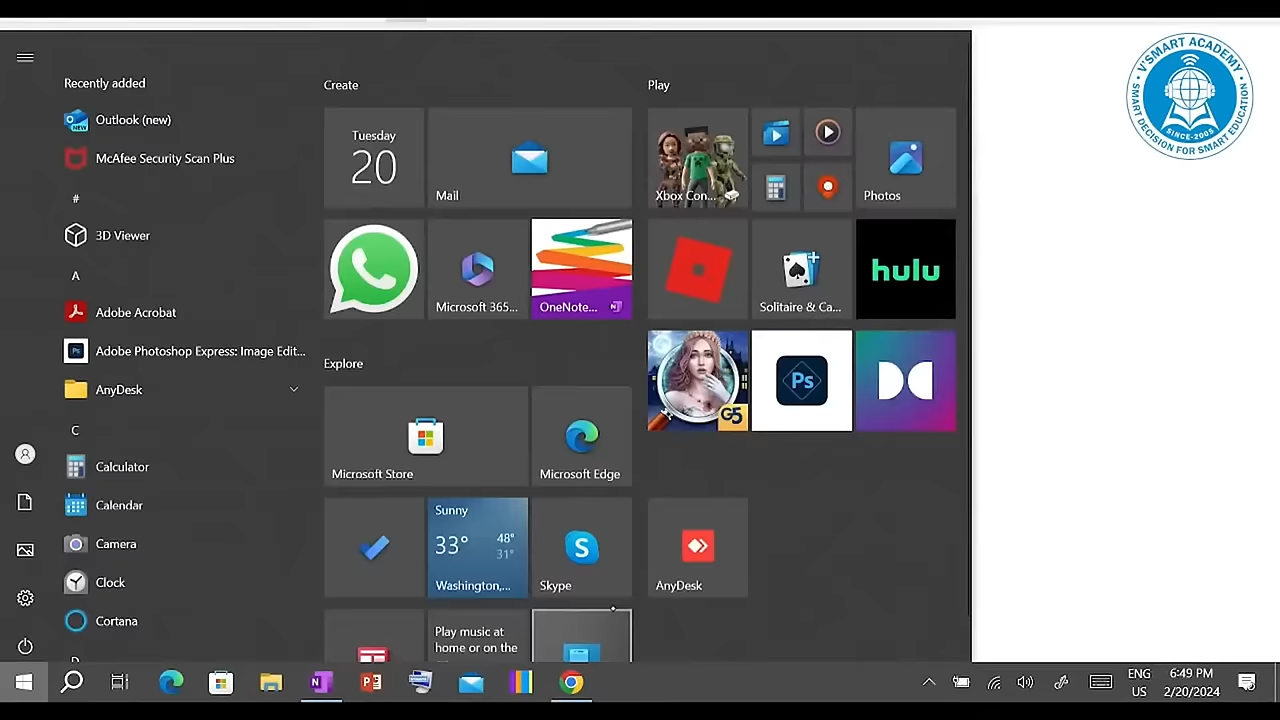 V'SMART ACADEMY
SMART DECISION FOR SMART EDUCATION
SINCE-2005
Recently added
Outlook (new)
McAfee Security Scan Plus
#
3D Viewer
A
Adobe Acrobat
Adobe Photoshop Express: Image Edit...
AnyDesk
C
Calculator
Calendar
Camera
Clock
Cortana
Create
Tuesday
20
Mail
Microsoft 365...
OneNote...
Explore
Microsoft Store
Microsoft Edge
Sunny
33°
48°
31°
Washington,...
Skype
Play music at
home or on the
Play
Xbox Con...
Photos
Solitaire & Ca...
hulu
G5
Ps
AnyDesk
ENG
US
6:49 PM
2/20/2024